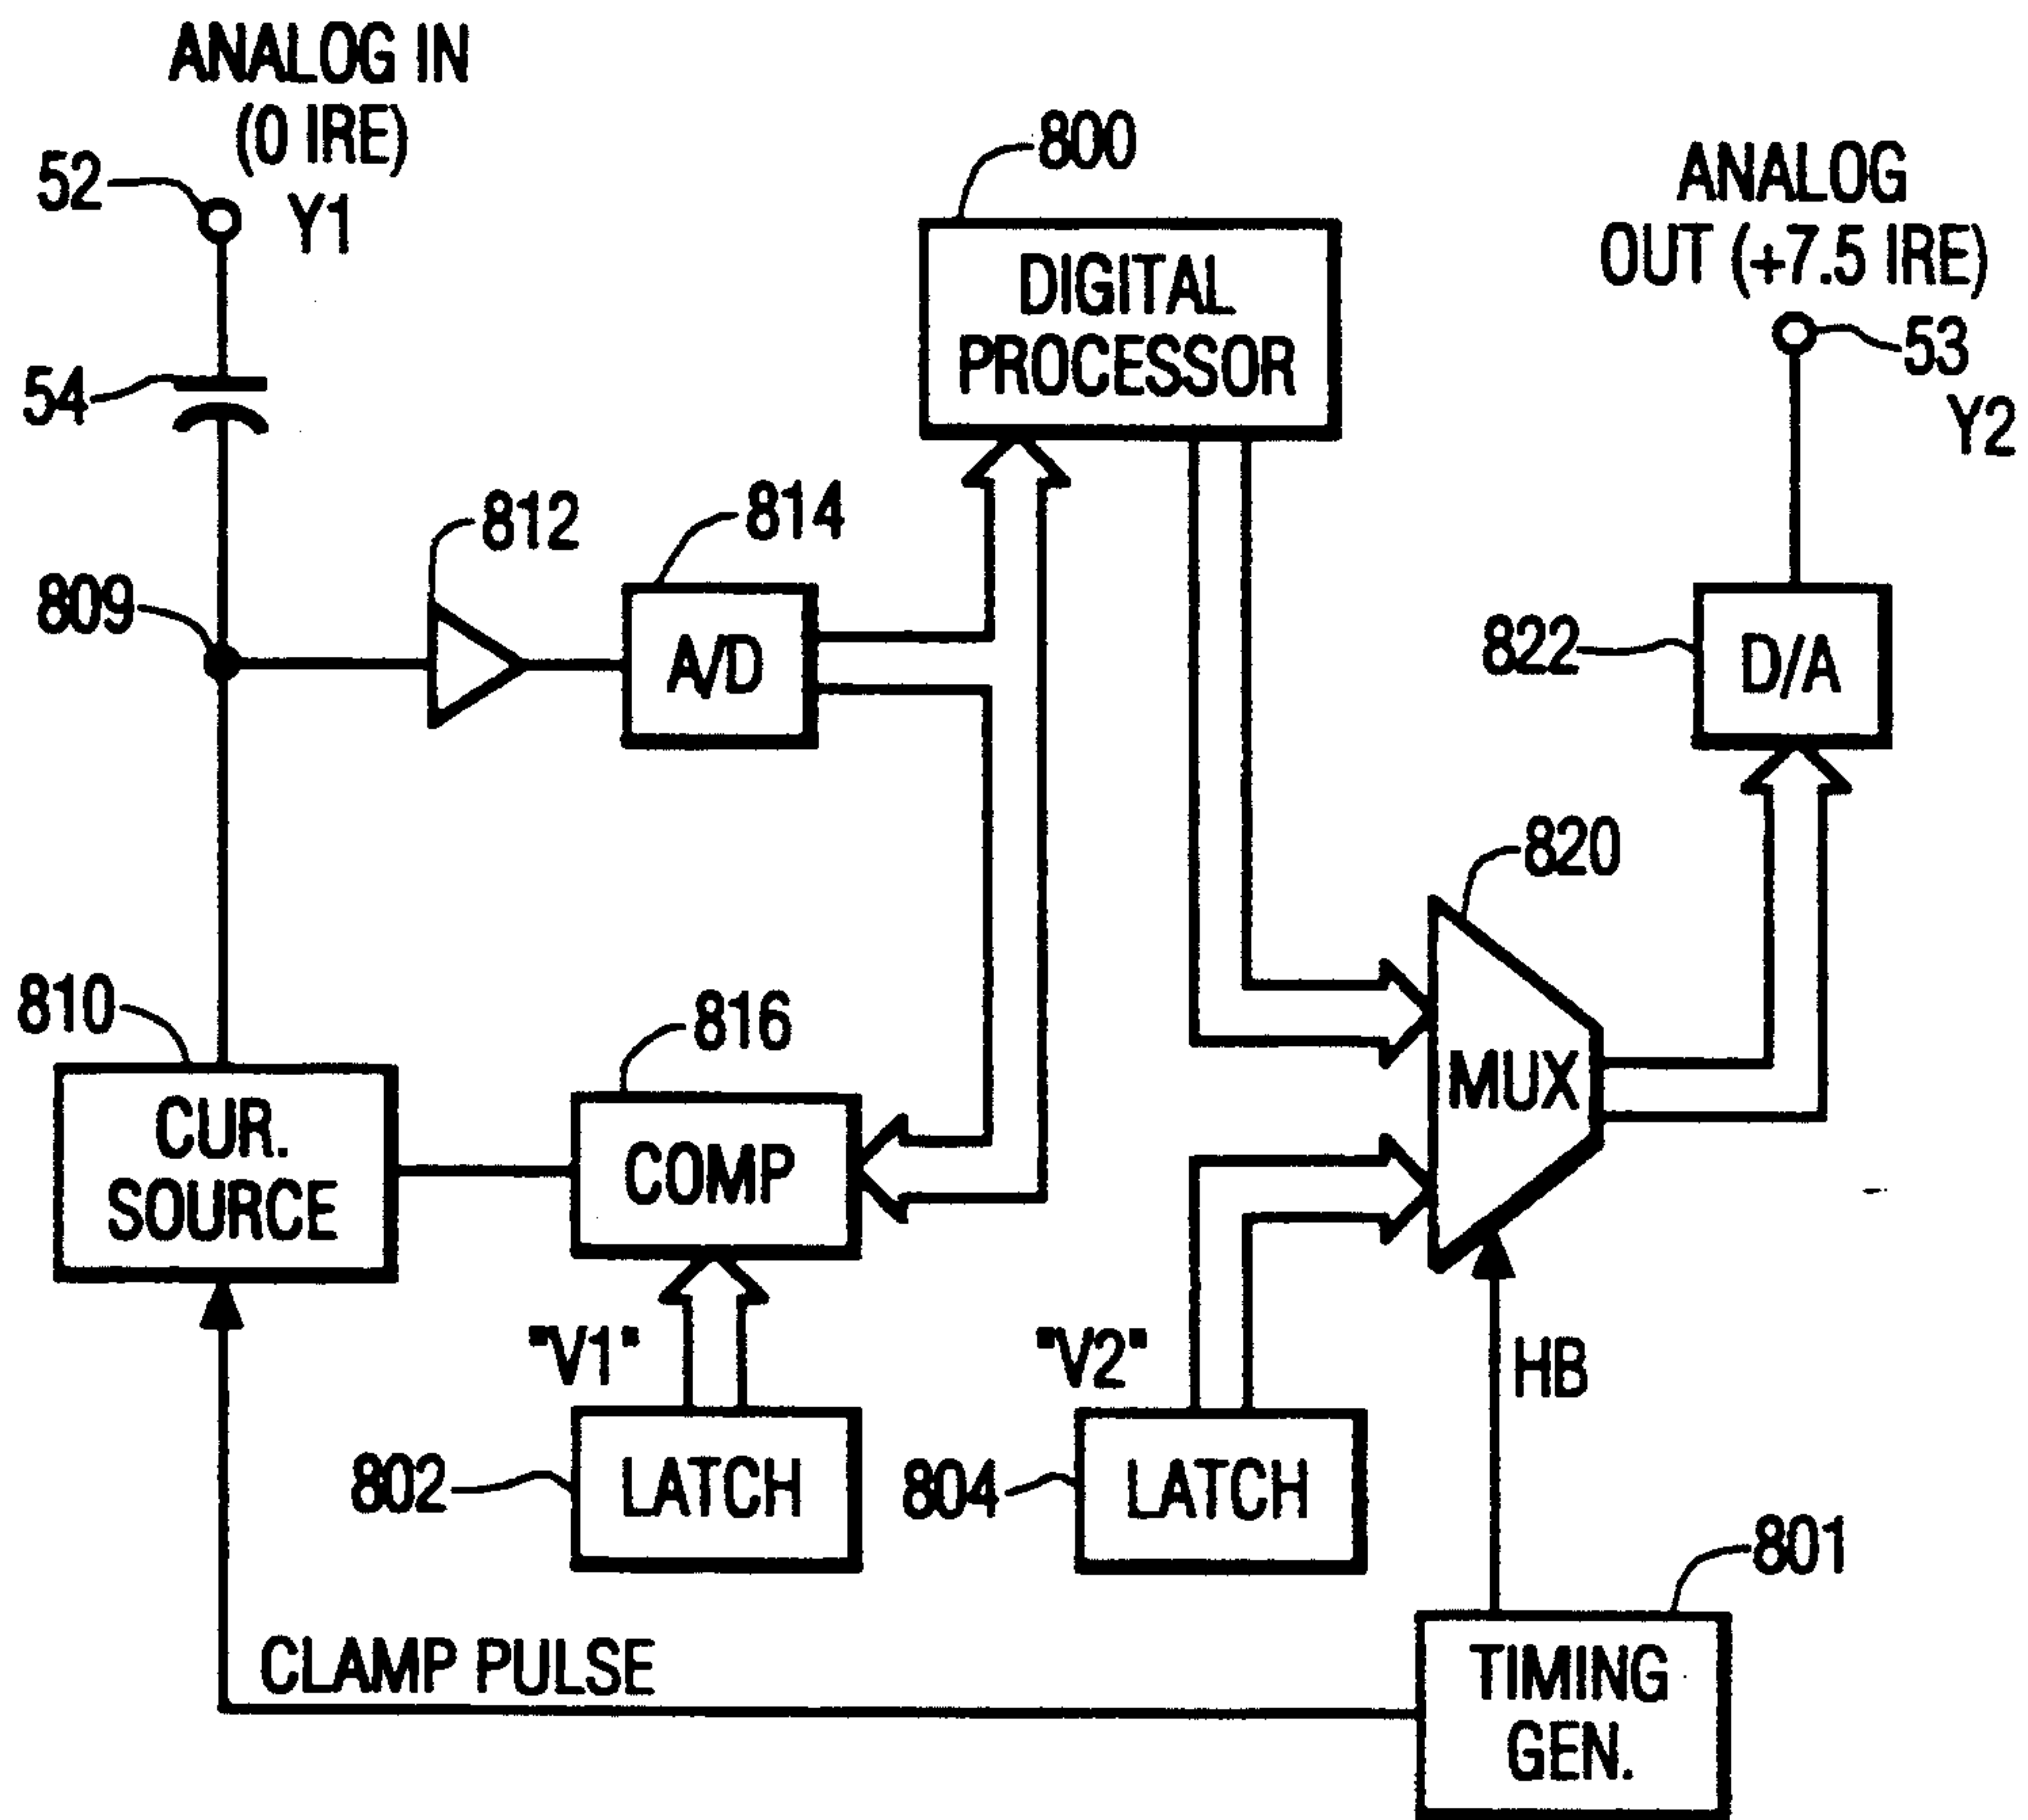 ANALOG IN
(0 IRE)
52
Y1
800
ANALOG
OUT (+7.5 IRE)
DIGITAL
PROCESSOR
53
Y2
54
812
814
809
A/D
822
D/A
820
810
816
MUX
CUR.
SOURCE
COMP
"V1"
"V2"
HB
802
LATCH
804
LATCH
801
CLAMP PULSE
TIMING
GEN.